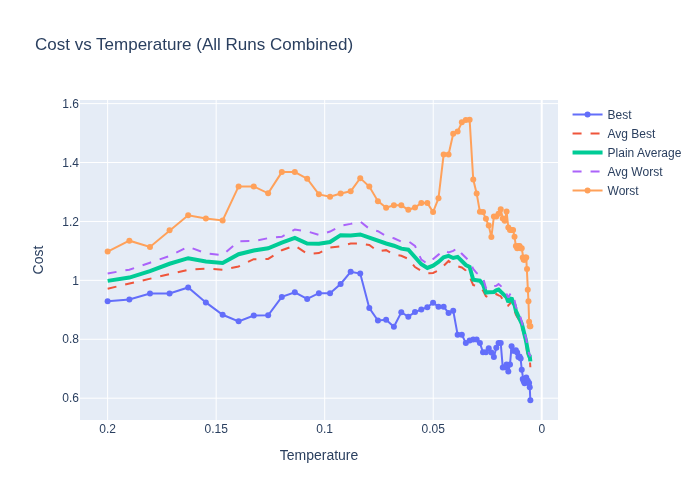 Cost vs Temperature (All Runs Combined)
1.6
1.4
1.2
1
0.8
0.6
Cost
0.2
0.15
0.1
0.05
0
Temperature
Best
Avg Best
Plain Average
Avg Worst
Worst